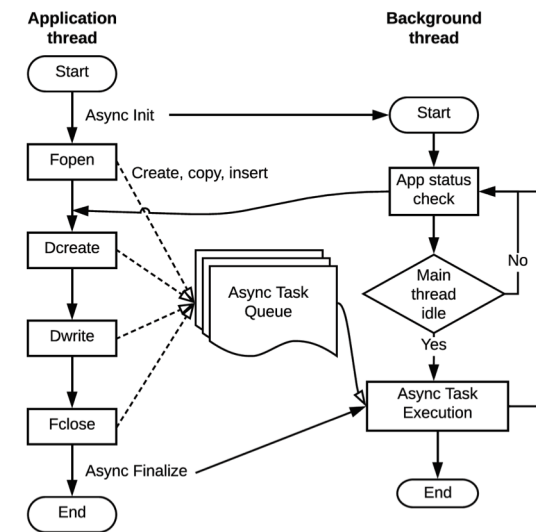 Application
thread
Background
thread
Start
Async Init
Start
Fopen
Create, copy, insert
App status
check
Dcreate
No
Async Task
Queue
Main
thread
idle
Dwrite
Yes
Async Task
Execution
Fclose
Async Finalize
End
End